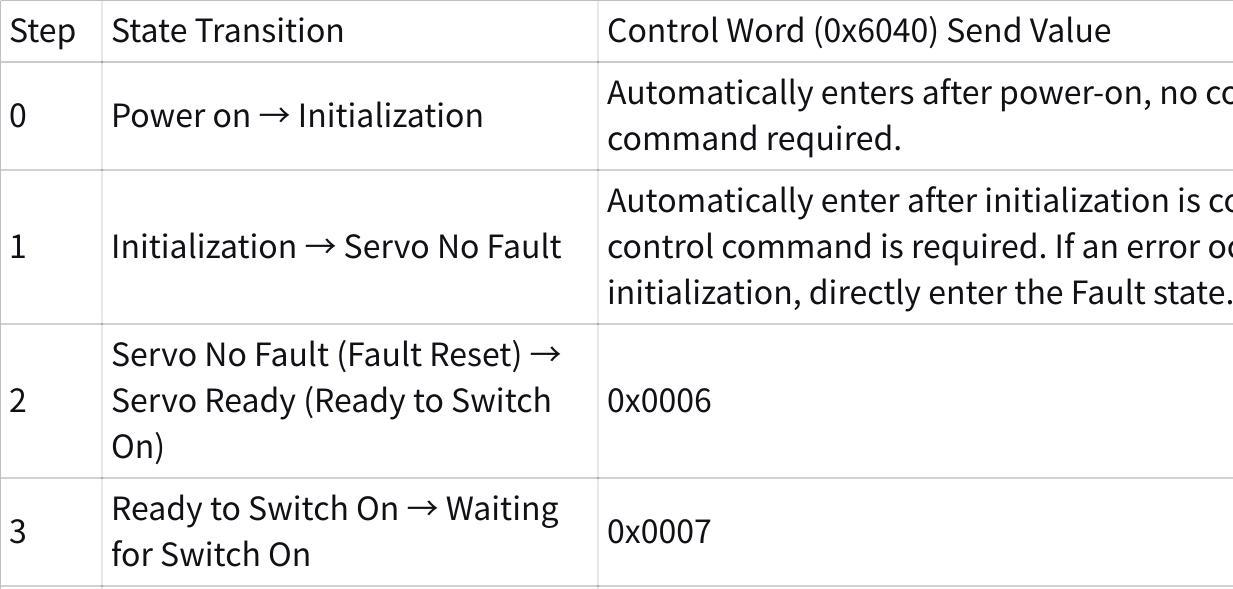 Step State Transition Control Word (0x6040) Send Value
0 Power on → Initialization Automatically enters after power-on, no
command required.
1 Initialization → Servo No Fault Automatically enter after initialization is
control command is required. If an error
initialization, directly enter the Fault state.
2 Servo No Fault (Fault Reset) →
Servo Ready (Ready to Switch
On)
0x0006
3 Ready to Switch On → Waiting
for Switch On
0x0007